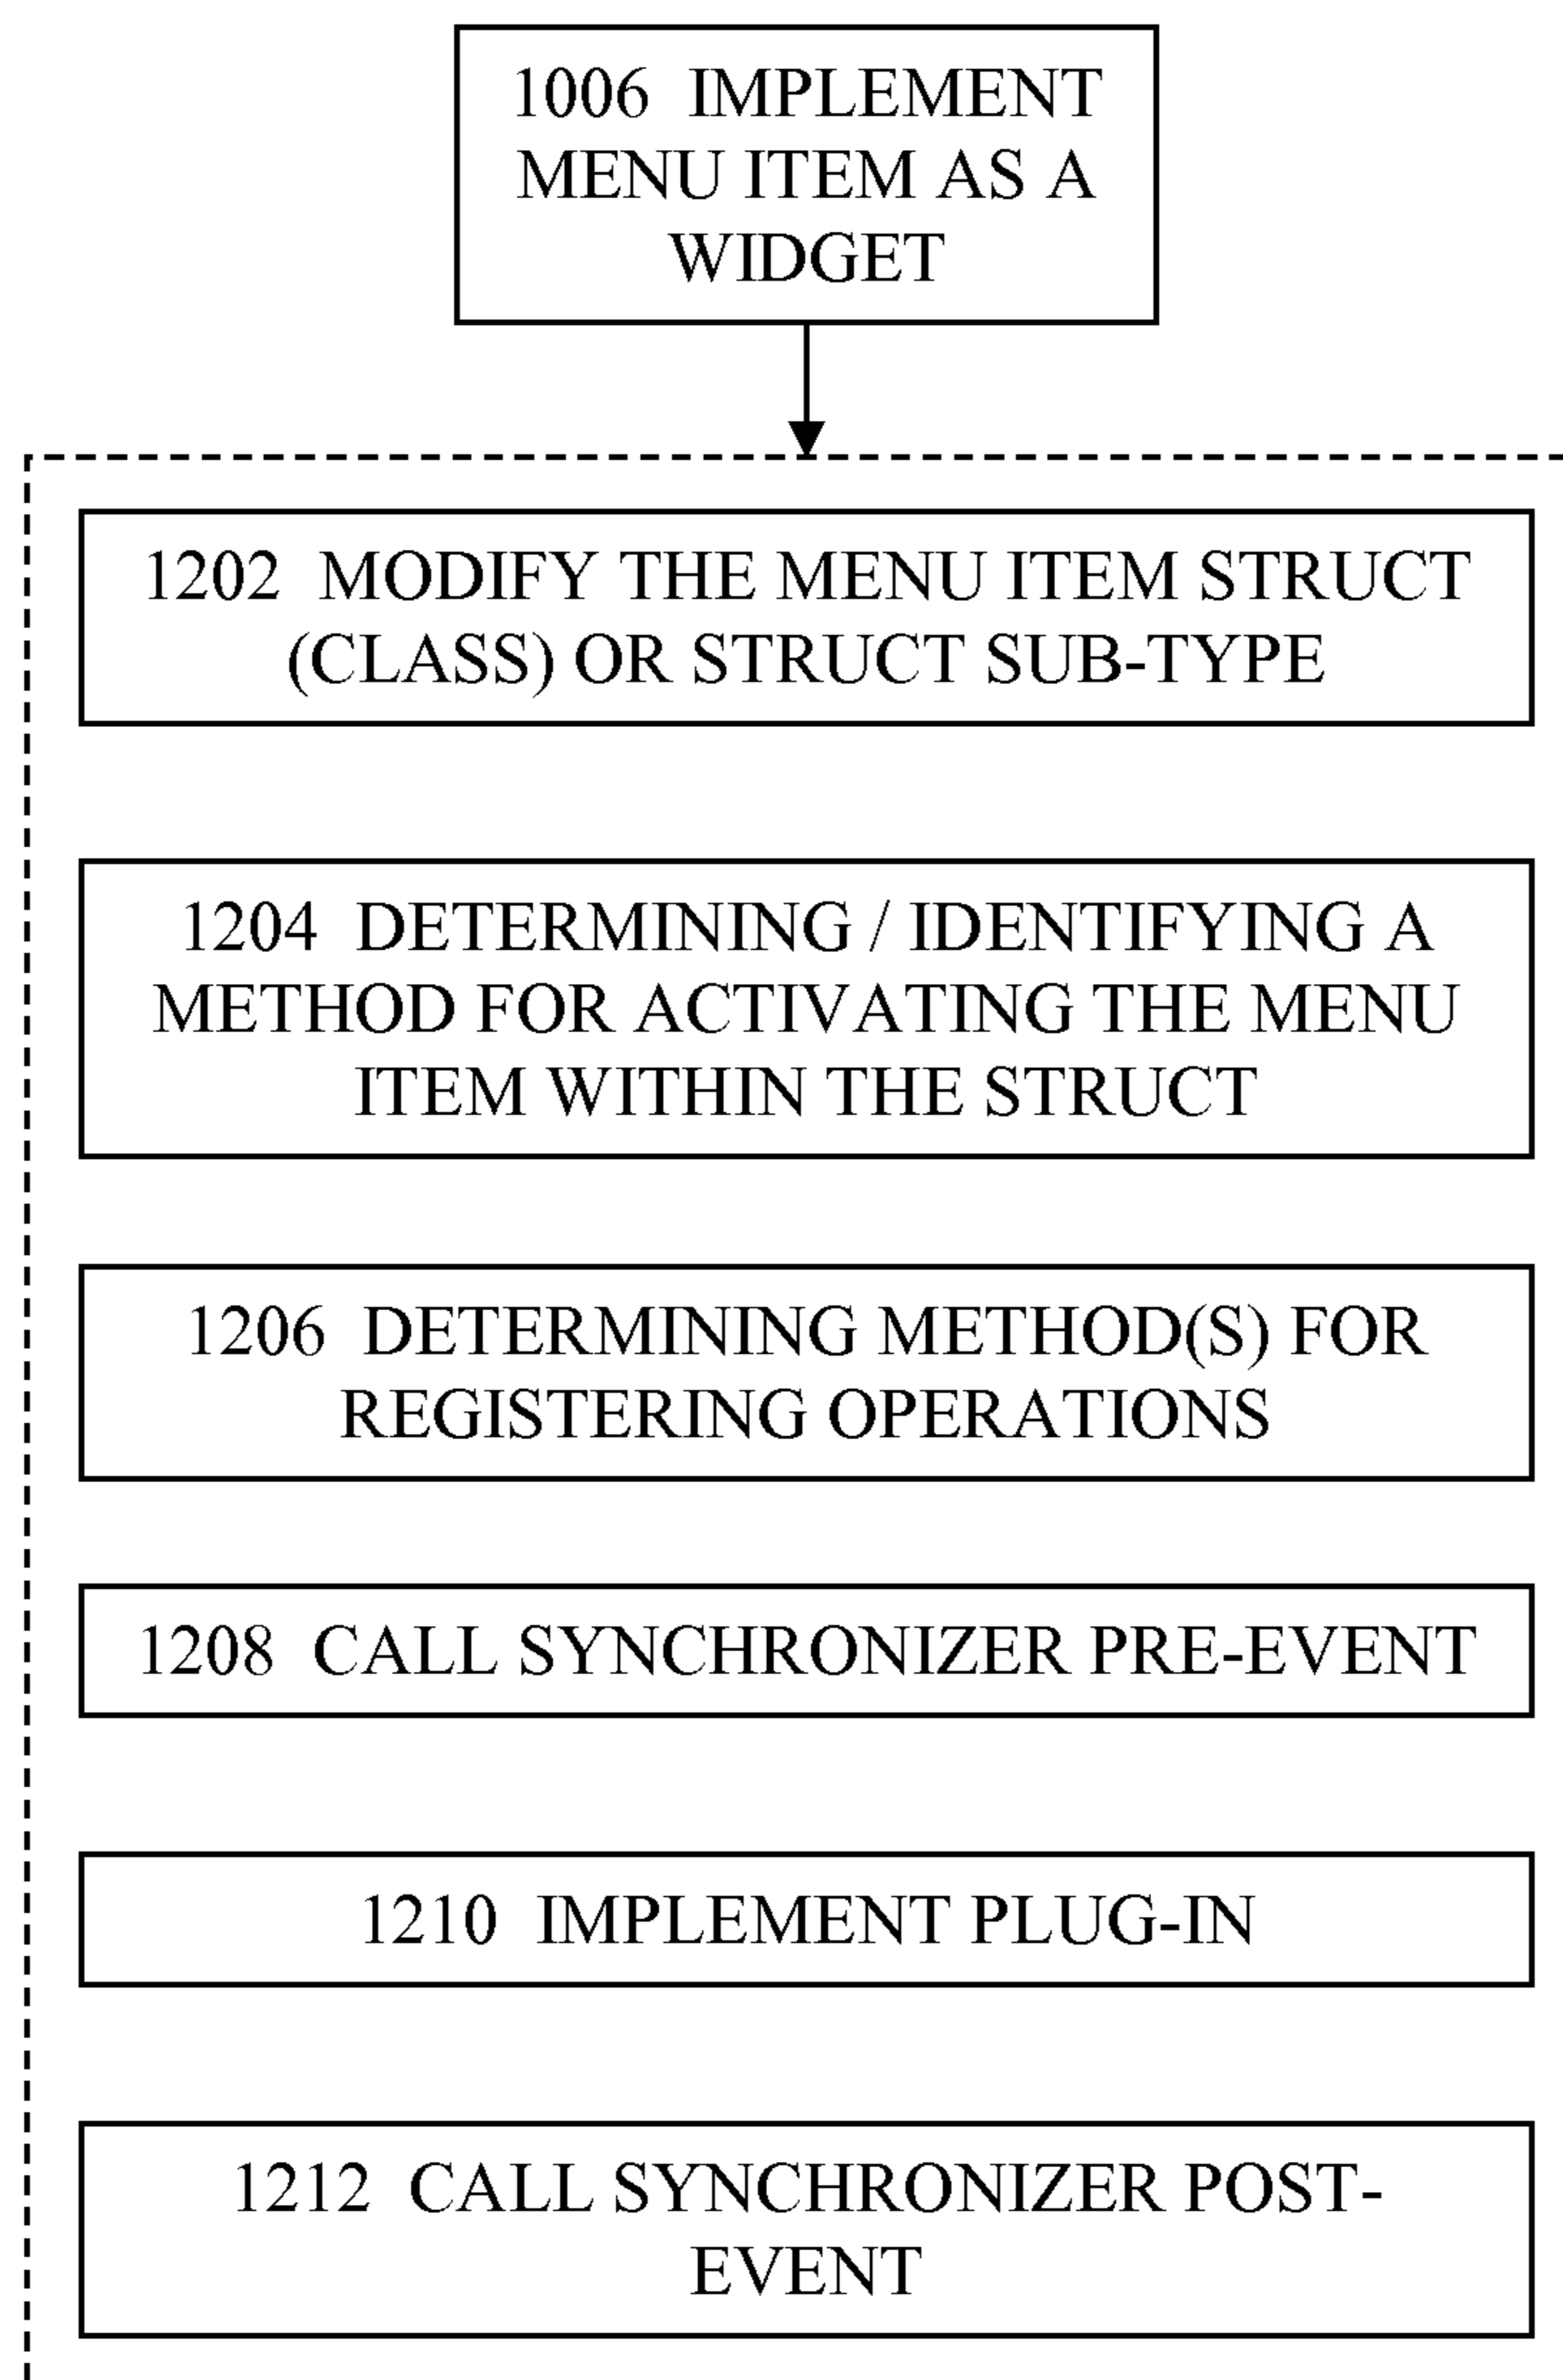 1006 IMPLEMENT
MENU ITEM AS A
WIDGET
1202 MODIFY THE MENU ITEM STRUCT
(CLASS) OR STRUCT SUB-TYPE
1204 DETERMINING / IDENTIFYING A
METHOD FOR ACTIVATING THE MENU
ITEM WITHIN THE STRUCT
1206 DETERMINING METHOD(S) FOR
REGISTERING OPERATIONS
1208 CALL SYNCHRONIZER PRE-EVENT
1210 IMPLEMENT PLUG-IN
1212 CALL SYNCHRONIZER POST-
EVENT